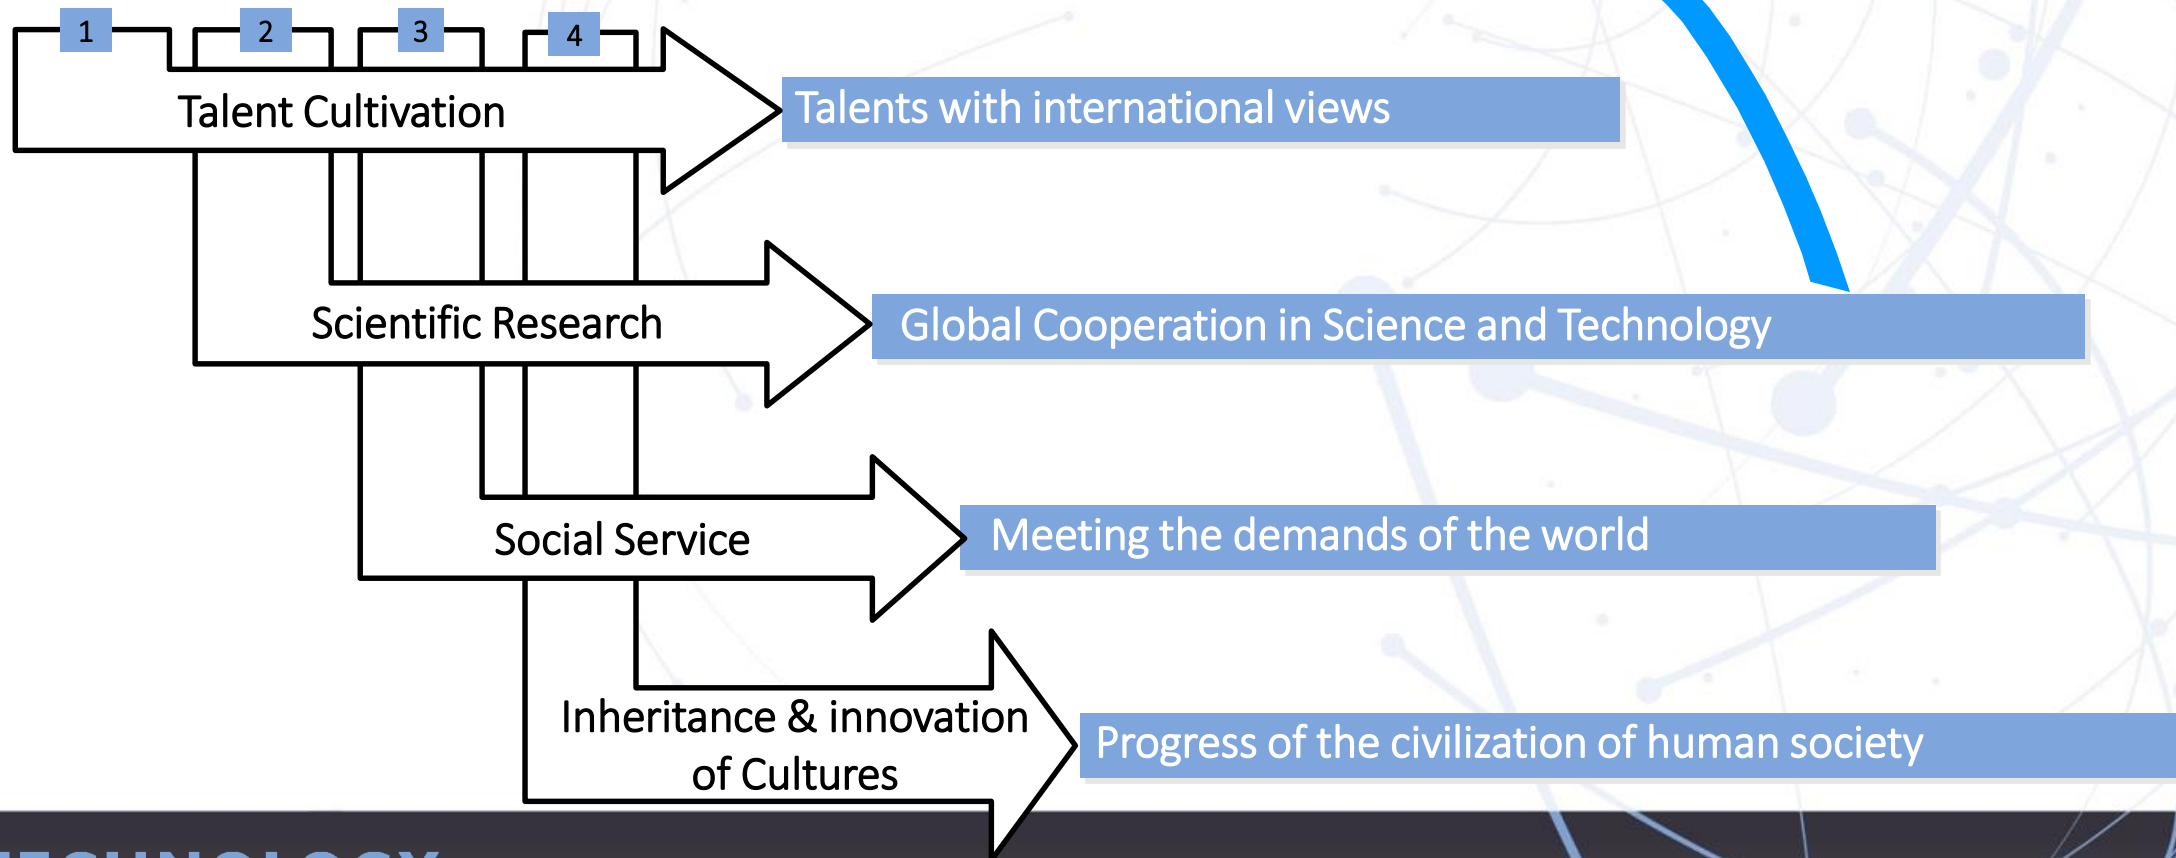 1 2 3 4
Talent Cultivation
Talents with international views
Scientific Research
Global Cooperation in Science and Technology
Social Service
Meeting the demands of the world
Inheritance & innovation
of Cultures
Progress of the civilization of human society
TECHNOLOGY